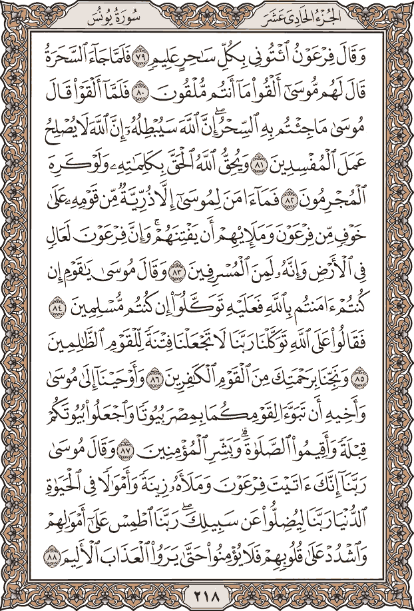 الجزء الحادي عشر
سورة يونس
وَقَالَ فِرْعَوْنُ ٱئْتُونِى بِكُلِّ سَٰحِرٍ عَلِيمٍ ٧٩ فَلَمَّا جَآءَ ٱلسَّحَرَةُ
قَالَ لَهُم مُّوسَىٰٓ أَلْقُوا۟ مَآ أَنتُم مُّلْقُونَ ٨٠ فَلَمَّآ أَلْقَوْا۟ قَالَ
مُوسَىٰ مَا جِئْتُم بِهِ ٱلسِّحْرُ ۖ إِنَّ ٱللَّهَ سَيُبْطِلُهُۥٓ ۖ إِنَّ ٱللَّهَ لَا يُصْلِحُ
عَمَلَ ٱلْمُفْسِدِينَ ٨١ وَيُحِقُّ ٱللَّهُ ٱلْحَقَّ بِكَلِمَٰتِهِۦ وَلَوْ كَرِهَ
ٱلْمُجْرِمُونَ ٨٢ فَمَآ ءَامَنَ لِمُوسَىٰٓ إِلَّا ذُرِّيَّةٌ مِّن قَوْمِهِۦ عَلَىٰ
خَوْفٍ مِّن فِرْعَوْنَ وَمَلَإِي۟هِمْ أَن يَفْتِنَهُمْ ۚ وَإِنَّ فِرْعَوْنَ لَعَالٍ
فِى ٱلْأَرْضِ وَإِنَّهُۥ لَمِنَ ٱلْمُسْرِفِينَ ٨٣ وَقَالَ مُوسَىٰ يَٰقَوْمِ إِن
كُنتُمْ ءَامَنتُم بِٱللَّهِ فَعَلَيْهِ تَوَكَّلُوٓا۟ إِن كُنتُم مُّسْلِمِينَ ٨٤
فَقَالُوا۟ عَلَى ٱللَّهِ تَوَكَّلْنَا رَبَّنَا لَا تَجْعَلْنَا فِتْنَةً لِّلْقَوْمِ ٱلظَّٰلِمِينَ
٨٥ وَنَجِّنَا بِرَحْمَتِكَ مِنَ ٱلْقَوْمِ ٱلْكَٰفِرِينَ ٨٦ وَأَوْحَيْنَآ إِلَىٰ مُوسَىٰ
وَأَخِيهِ أَن تَبَوَّءَا لِقَوْمِكُمَا بِمِصْرَ بُيُوتًا وَٱجْعَلُوا۟ بُيُوتَكُمْ
قِبْلَةً وَأَقِيمُوا۟ ٱلصَّلَوٰةَ ۗ وَبَشِّرِ ٱلْمُؤْمِنِينَ ٨٧ وَقَالَ مُوسَىٰ
رَبَّنَآ إِنَّكَ ءَاتَيْتَ فِرْعَوْنَ وَمَلَأَهُۥ زِينَةً وَأَمْوَٰلًا فِى ٱلْحَيَوٰةِ
ٱلدُّنْيَا رَبَّنَا لِيُضِلُّوا۟ عَن سَبِيلِكَ ۖ رَبَّنَا ٱطْمِسْ عَلَىٰٓ أَمْوَٰلِهِمْ
وَٱشْدُدْ عَلَىٰ قُلُوبِهِمْ فَلَا يُؤْمِنُوا۟ حَتَّىٰ يَرَوُا۟ ٱلْعَذَابَ ٱلْأَلِيمَ ٨٨
٢١٨